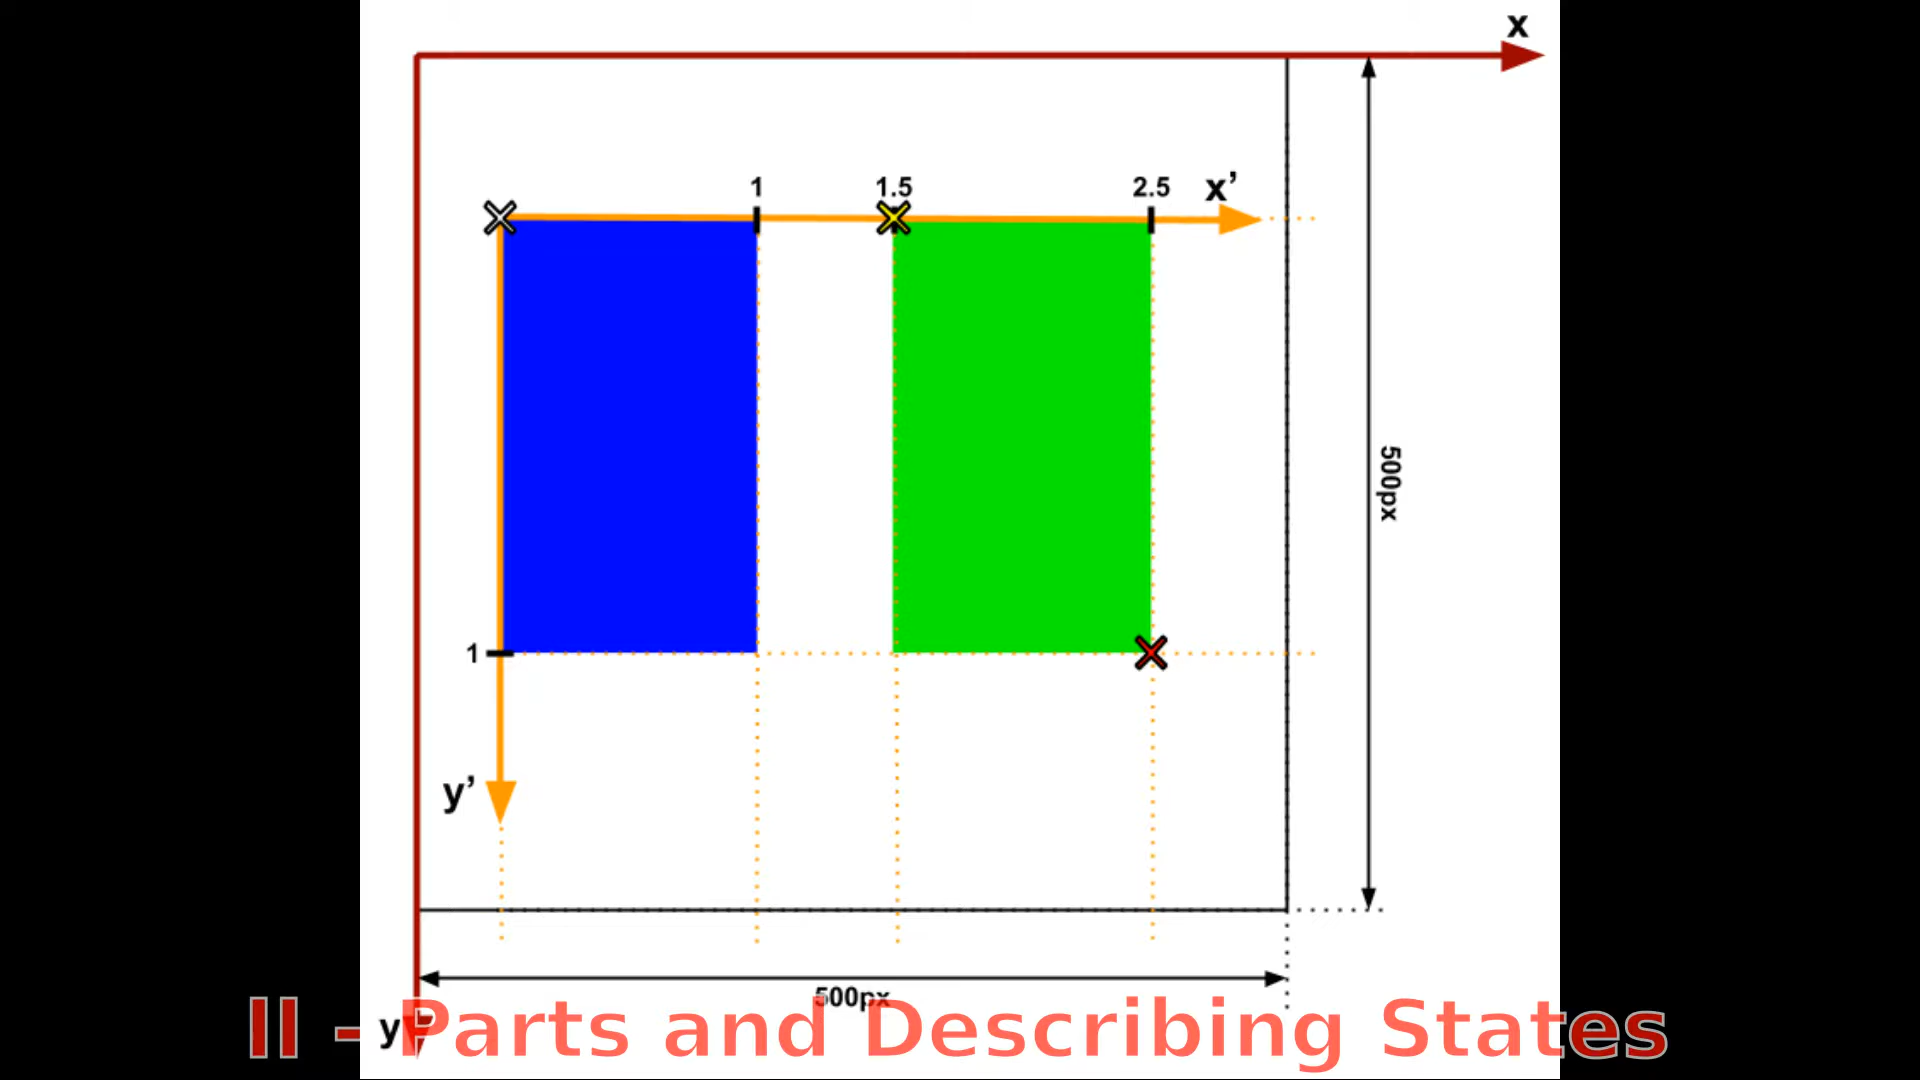 x
1 1.5 2.5 x’
500px
1
y’
500px
y
II – Parts and Describing States